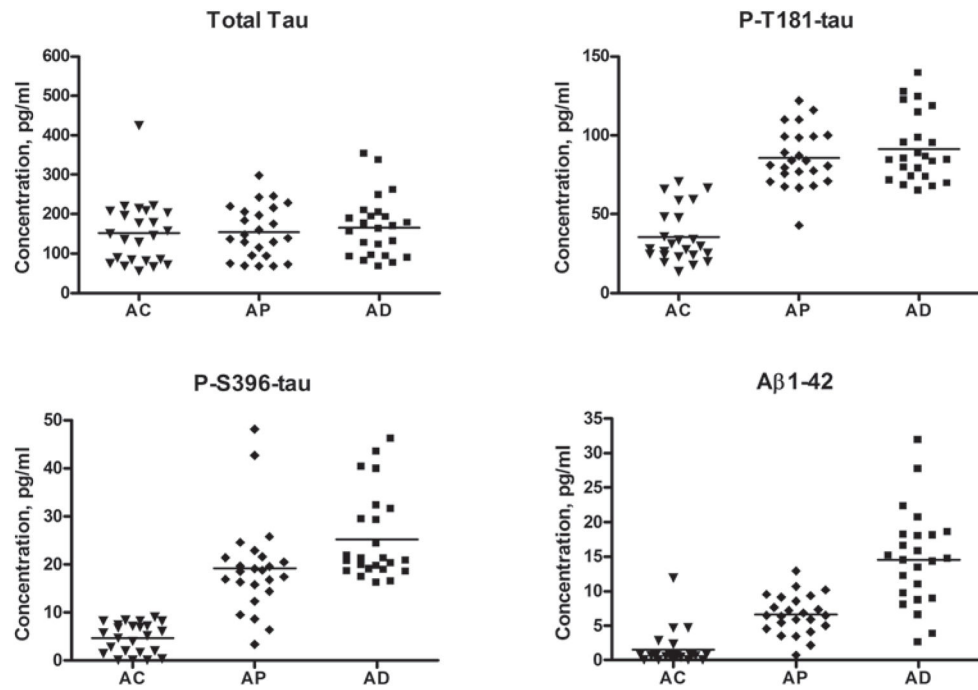 Total Tau
Concentration, pg/ml
600
500
400
300
200
100
0
AC AP AD
P-T181-tau
Concentration, pg/ml
150
100
50
0
AC AP AD
P-S396-tau
Concentration, pg/ml
50
40
30
20
10
0
AC AP AD
Aβ1-42
Concentration, pg/ml
35
30
25
20
15
10
5
0
AC AP AD